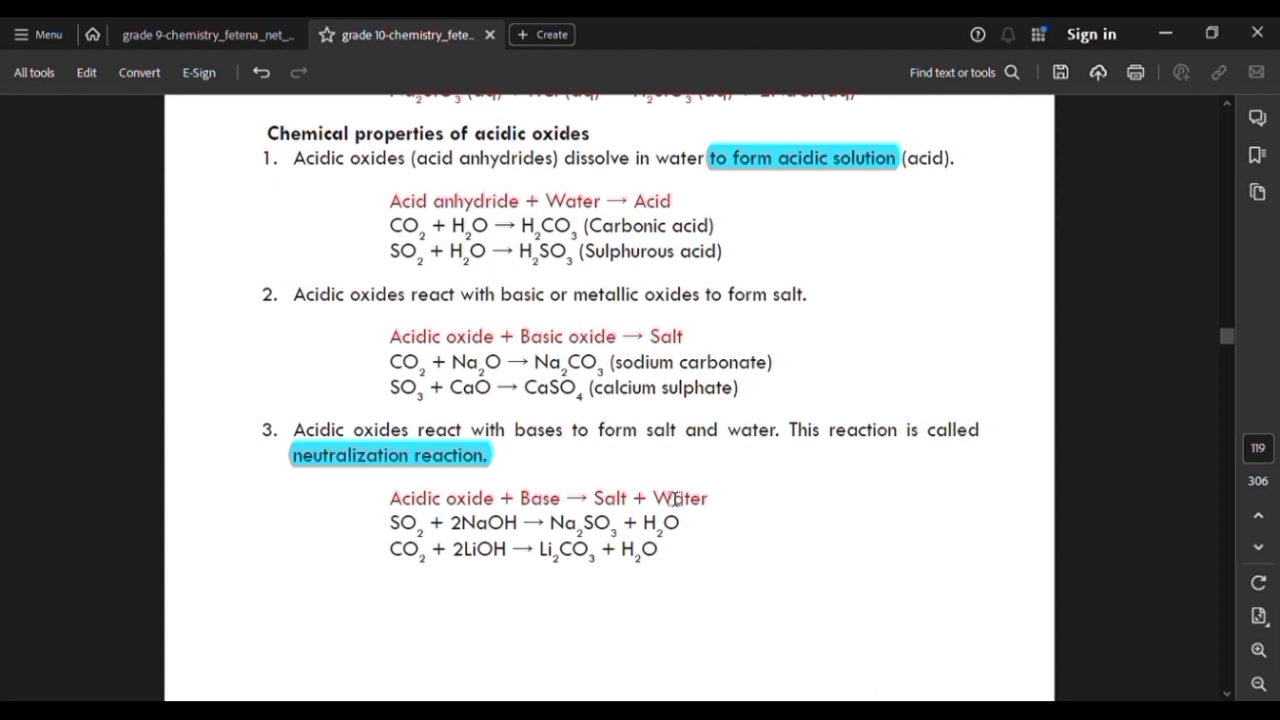 Menu
grade 9-chemistry_fetena_net_...
grade 10-chemistry_fete...
+ Create
Sign in
All tools
Edit
Convert
E-Sign
Find text or tools
Chemical properties of acidic oxides
1. Acidic oxides (acid anhydrides) dissolve in water to form acidic solution (acid).
Acid anhydride + Water → Acid
CO₂ + H₂O → H₂CO₃ (Carbonic acid)
SO₂ + H₂O → H₂SO₃ (Sulphurous acid)
2. Acidic oxides react with basic or metallic oxides to form salt.
Acidic oxide + Basic oxide → Salt
CO₂ + Na₂O → Na₂CO₃ (sodium carbonate)
SO₃ + CaO → CaSO₄ (calcium sulphate)
3. Acidic oxides react with bases to form salt and water. This reaction is called
neutralization reaction.
Acidic oxide + Base → Salt + Water
SO₂ + 2NaOH → Na₂SO₃ + H₂O
CO₂ + 2LiOH → Li₂CO₃ + H₂O
119
306